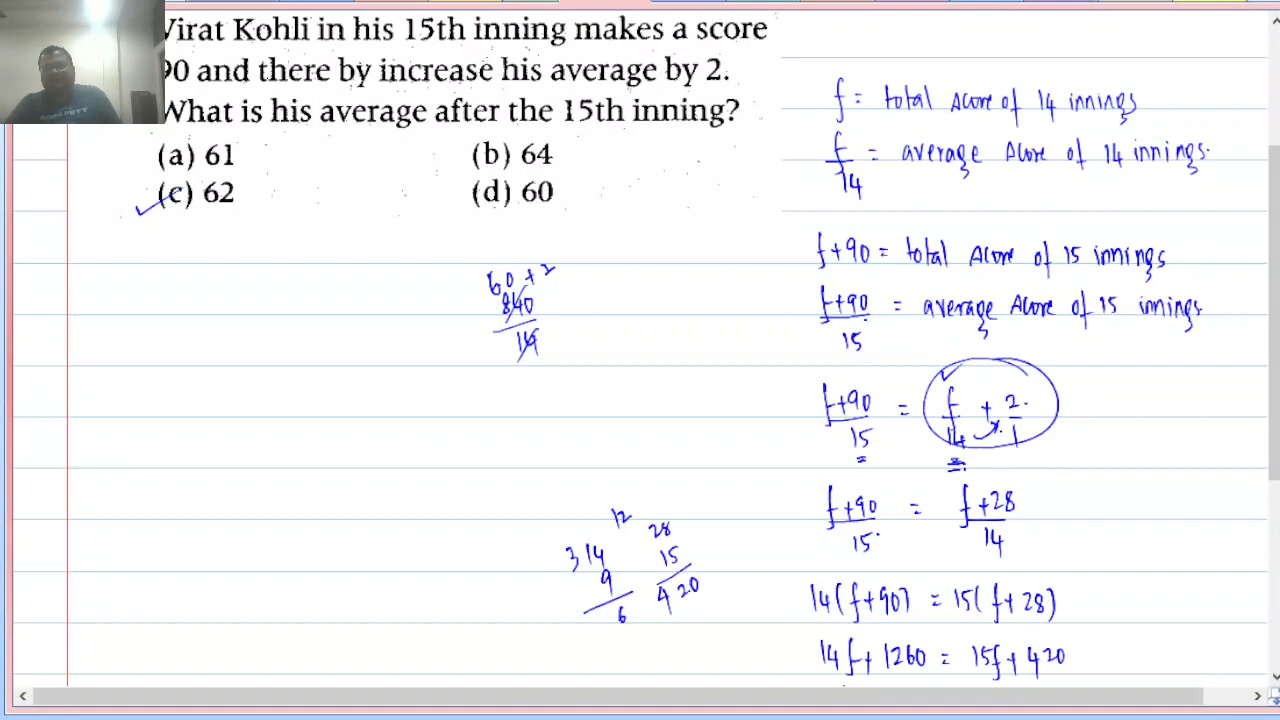 Virat Kohli in his 15th inning makes a score
90 and there by increase his average by 2.
What is his average after the 15th inning?
(a) 61 (b) 64
(c) 62 (d) 60
60 + 2
840
14
12
3 14
9
6
28
15
420
f = total score of 14 innings
f/14 = average score of 14 innings.
f+90 = total score of 15 innings
f+90/15 = average score of 15 innings.
f+90/15 = f/14 + 2/1
f+90/15 = f+28/14
14(f+90) = 15(f+28)
14f+1260 = 15f+420